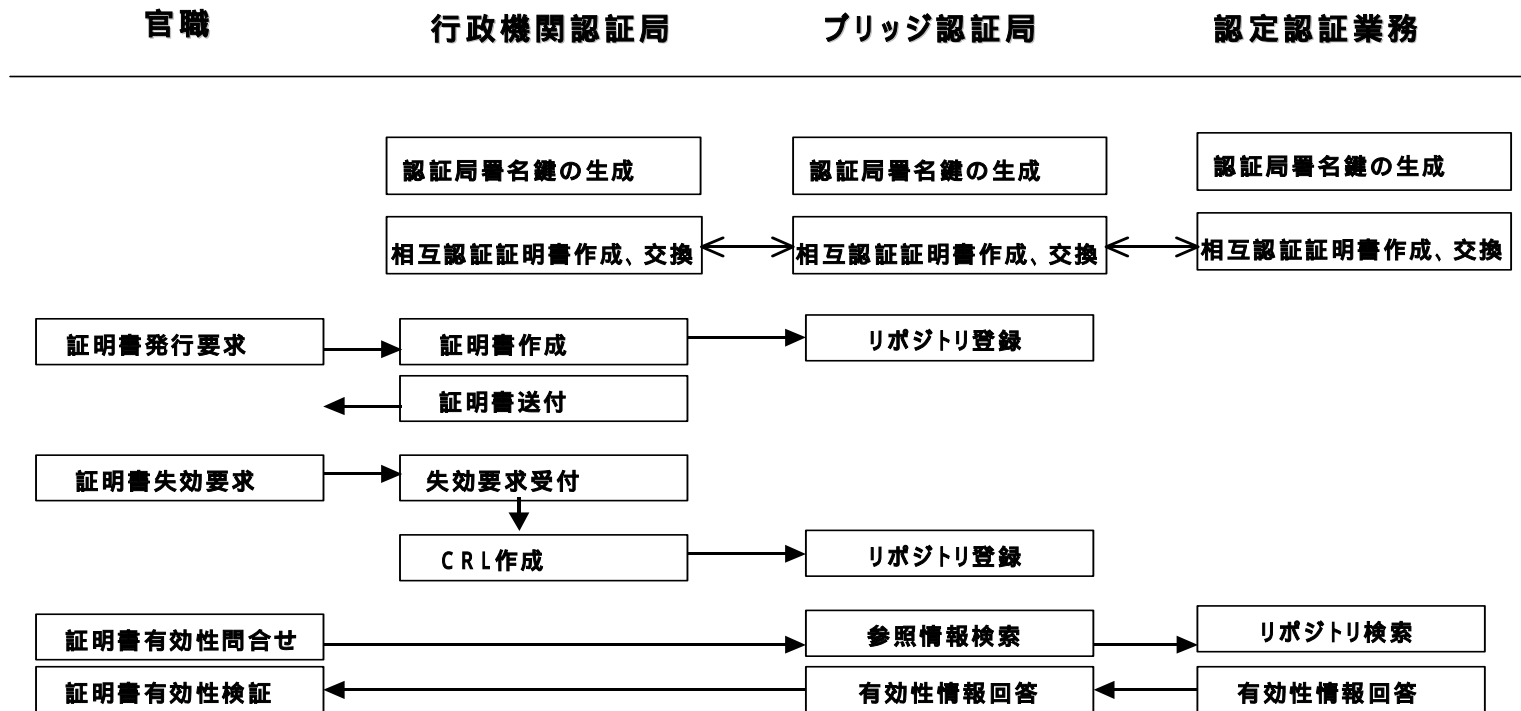 官職
行政機関認証局
ブリッジ認証局
認定認証業務
認証局署名鍵の生成
認証局署名鍵の生成
認証局署名鍵の生成
相互認証証明書作成、交換
相互認証証明書作成、交換
相互認証証明書作成、交換
証明書発行要求
証明書作成
リポジトリ登録
証明書送付
証明書失効要求
失効要求受付
CRL作成
リポジトリ登録
証明書有効性問合せ
参照情報検索
リポジトリ検索
証明書有効性検証
有効性情報回答
有効性情報回答